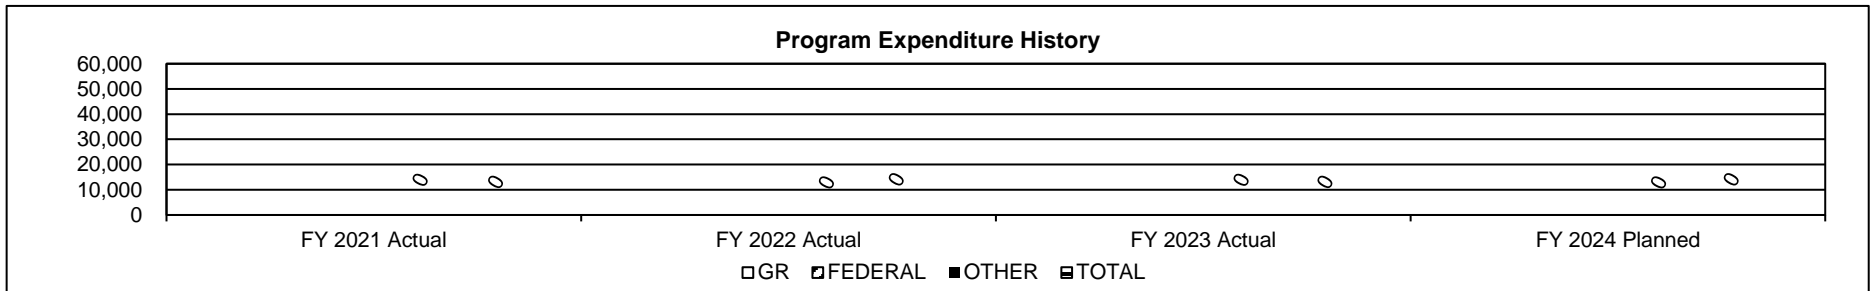 Program Expenditure History
60,000
50,000
40,000
30,000
20,000
10,000
0
0 0 0 0 0 0 0 0
FY 2021 Actual FY 2022 Actual FY 2023 Actual FY 2024 Planned
GR FEDERAL OTHER TOTAL